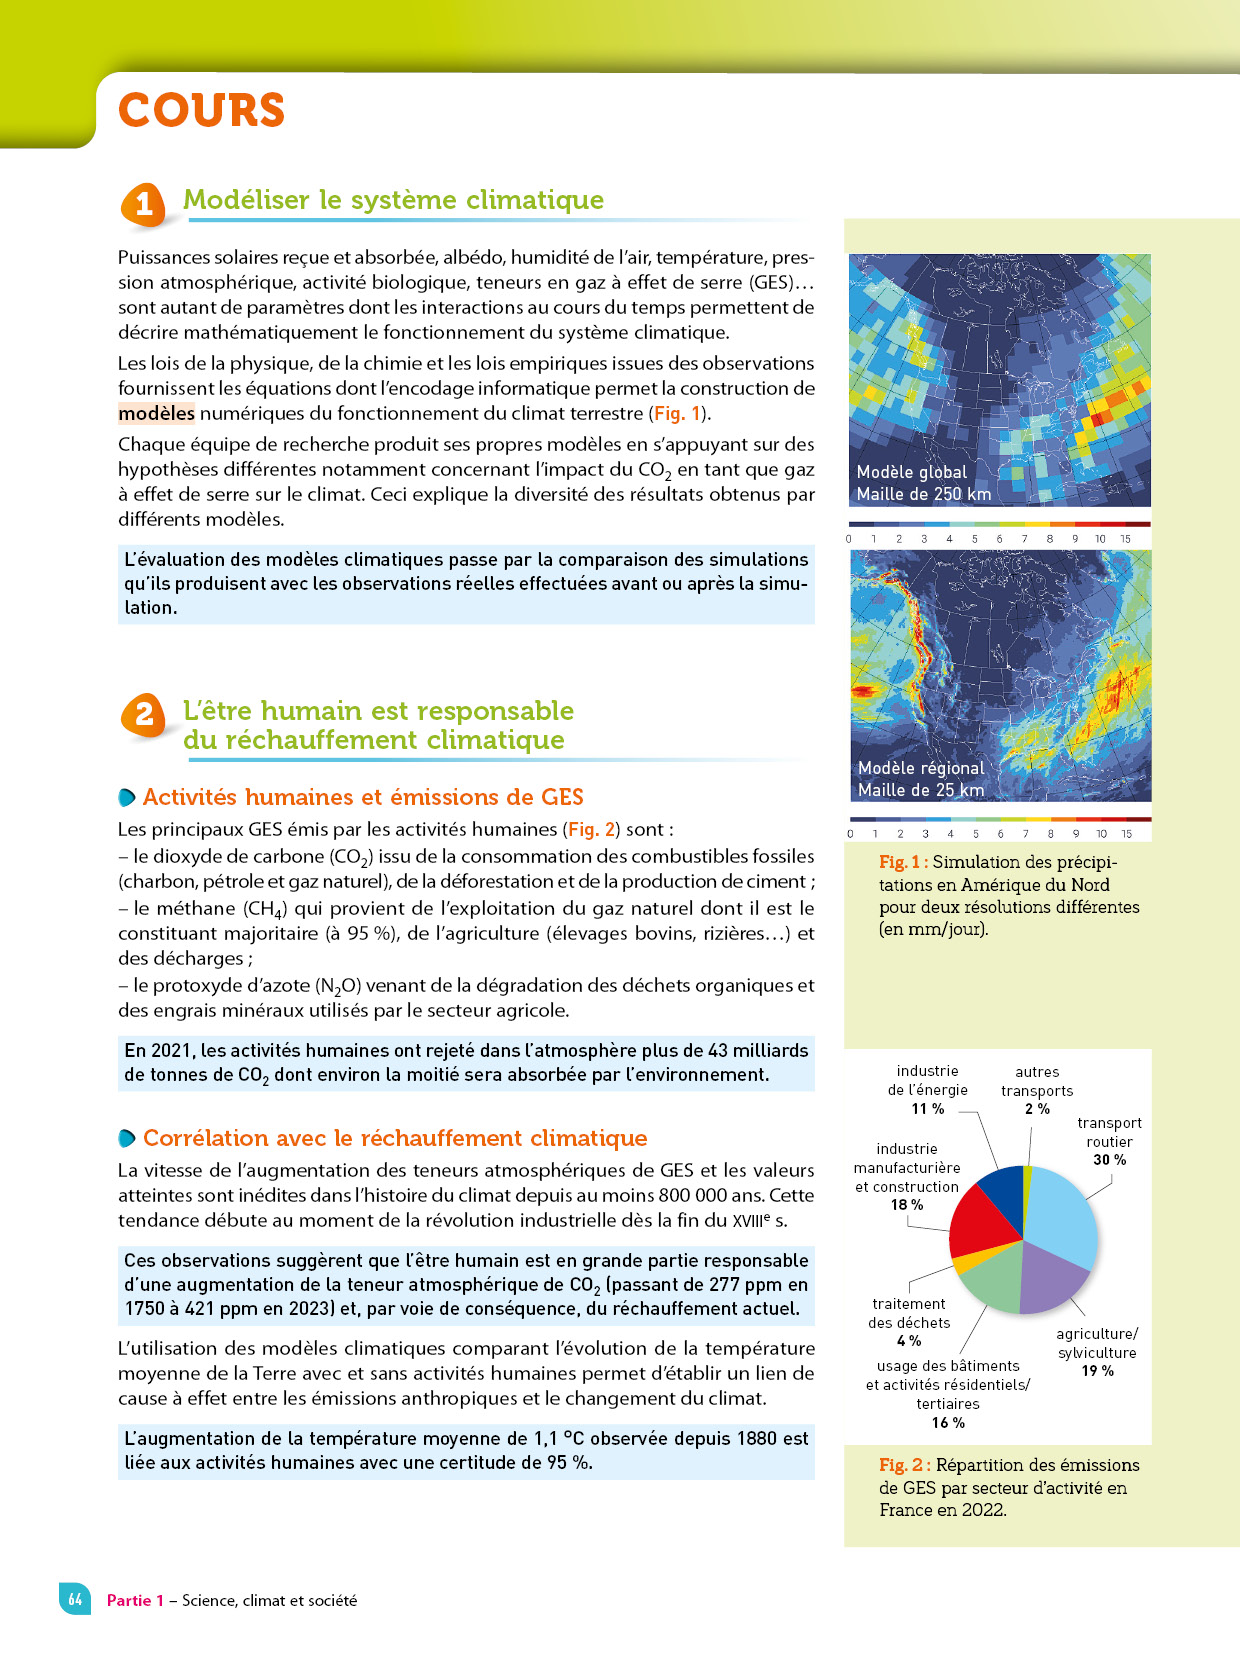 COURS
1 Modéliser le système climatique
Puissances solaires reçue et absorbée, albédo, humidité de l’air, température, pres-
sion atmosphérique, activité biologique, teneurs en gaz à effet de serre (GES)…
sont autant de paramètres dont les interactions au cours du temps permettent de
décrire mathématiquement le fonctionnement du système climatique.
Les lois de la physique, de la chimie et les lois empiriques issues des observations
fournissent les équations dont l’encodage informatique permet la construction de
modèles numériques du fonctionnement du climat terrestre (Fig. 1).
Chaque équipe de recherche produit ses propres modèles en s’appuyant sur des
hypothèses différentes notamment concernant l’impact du CO₂ en tant que gaz
à effet de serre sur le climat. Ceci explique la diversité des résultats obtenus par
différents modèles.
L’évaluation des modèles climatiques passe par la comparaison des simulations
qu’ils produisent avec les observations réelles effectuées avant ou après la simu-
lation.
2 L’être humain est responsable
du réchauffement climatique
Activités humaines et émissions de GES
Les principaux GES émis par les activités humaines (Fig. 2) sont :
– le dioxyde de carbone (CO₂) issu de la consommation des combustibles fossiles
(charbon, pétrole et gaz naturel), de la déforestation et de la production de ciment ;
– le méthane (CH₄) qui provient de l’exploitation du gaz naturel dont il est le
constituant majoritaire (à 95 %), de l’agriculture (élevages bovins, rizières…) et
des décharges ;
– le protoxyde d’azote (N₂O) venant de la dégradation des déchets organiques et
des engrais minéraux utilisés par le secteur agricole.
En 2021, les activités humaines ont rejeté dans l’atmosphère plus de 43 milliards
de tonnes de CO₂ dont environ la moitié sera absorbée par l’environnement.
Corrélation avec le réchauffement climatique
La vitesse de l’augmentation des teneurs atmosphériques de GES et les valeurs
atteintes sont inédites dans l’histoire du climat depuis au moins 800 000 ans. Cette
tendance débute au moment de la révolution industrielle dès la fin du XVIIIᵉ s.
Ces observations suggèrent que l’être humain est en grande partie responsable
d’une augmentation de la teneur atmosphérique de CO₂ (passant de 277 ppm en
1750 à 421 ppm en 2023) et, par voie de conséquence, du réchauffement actuel.
L’utilisation des modèles climatiques comparant l’évolution de la température
moyenne de la Terre avec et sans activités humaines permet d’établir un lien de
cause à effet entre les émissions anthropiques et le changement du climat.
L’augmentation de la température moyenne de 1,1 °C observée depuis 1880 est
liée aux activités humaines avec une certitude de 95 %.
Modèle global
Maille de 250 km
0 1 2 3 4 5 6 7 8 9 10 15
Modèle régional
Maille de 25 km
0 1 2 3 4 5 6 7 8 9 10 15
Fig. 1 : Simulation des précipi-
tations en Amérique du Nord
pour deux résolutions différentes
(en mm/jour).
industrie
de l’énergie
11 %
autres
transports
2 %
transport
routier
30 %
industrie
manufacturière
et construction
18 %
traitement
des déchets
4 %
agriculture/
sylviculture
19 %
usage des bâtiments
et activités résidentiels/
tertiaires
16 %
Fig. 2 : Répartition des émissions
de GES par secteur d’activité en
France en 2022.
64 Partie 1 – Science, climat et société